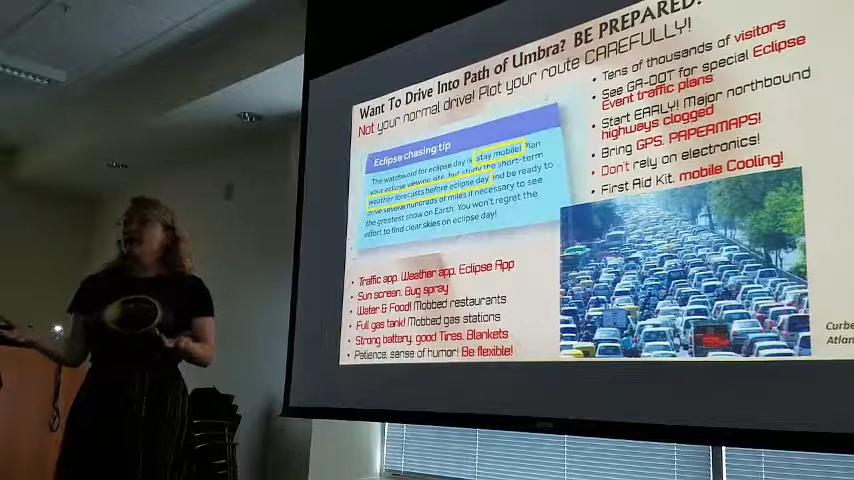 Want to Drive Into Path of Umbra? BE PREPARED!
Not your normal drive! Plot your route CAREFULLY!
Eclipse chasing tip
The watchword for eclipse day is stay mobile! Plan
your eclipse viewing site, but study the short-term
weather forecasts before eclipse day and be ready to
drive several hundreds of miles if necessary to see
the greatest show on Earth. You won't regret the
effort to find clear skies on eclipse day!
• Traffic app. Weather app. Eclipse App
• Sun screen. Bug spray
• Water & Food! Mobbed restaurants
• Full gas tank! Mobbed gas stations
• Strong battery, good Tires. Blankets
• Patience, sense of humor! Be flexible!
• Tens of thousands of visitors
• See GA-DOT for special Eclipse
Event traffic plans
• Start EARLY! Major northbound
highways clogged
• Bring GPS. PAPERMAPS!
• Don't rely on electronics!
• First Aid Kit. mobile Cooling!